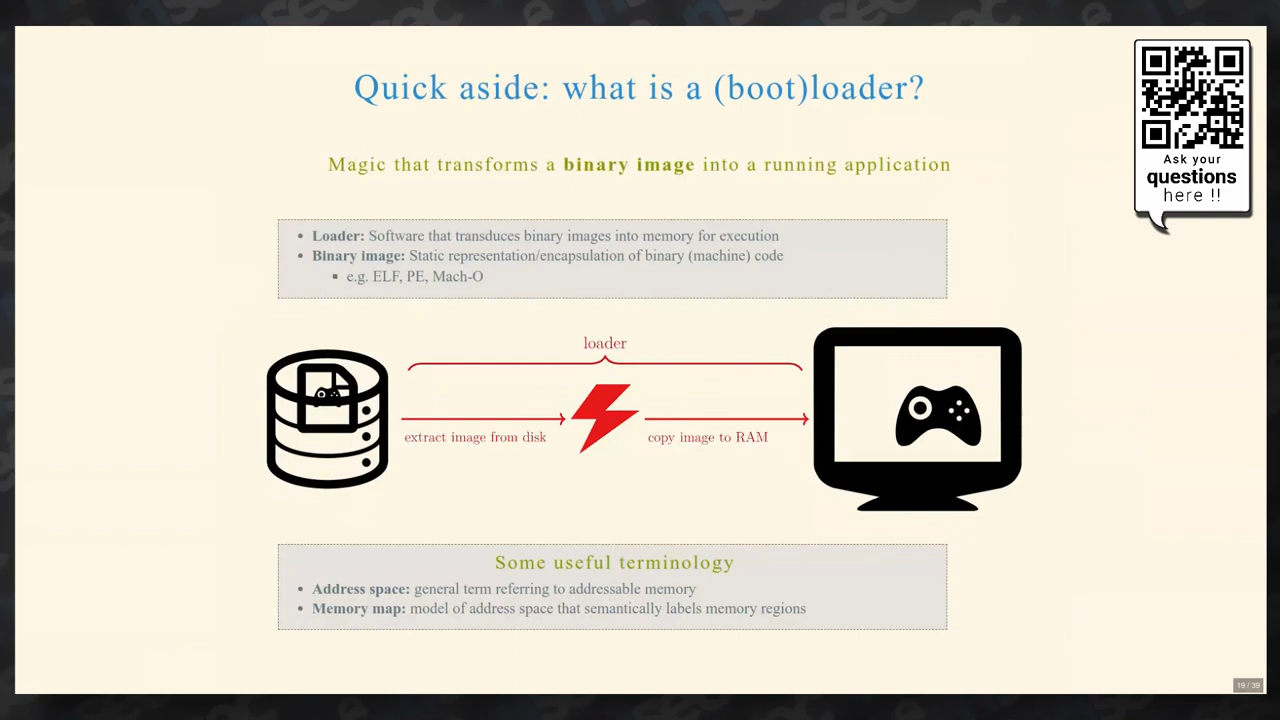 Quick aside: what is a (boot)loader?
Ask your
questions
here !!
Magic that transforms a binary image into a running application
• Loader: Software that transduces binary images into memory for execution
• Binary image: Static representation/encapsulation of binary (machine) code
▪ e.g. ELF, PE, Mach-O
loader
extract image from disk
copy image to RAM
Some useful terminology
• Address space: general term referring to addressable memory
• Memory map: model of address space that semantically labels memory regions
19 / 39